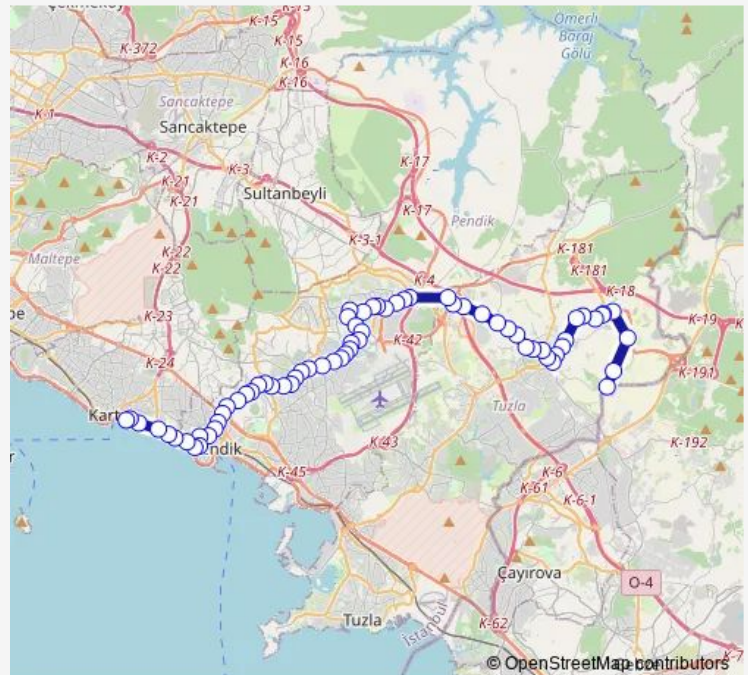 K-15
K-372
K-15
K-16
K-16
Ömerli
Baraj
Gölü
K-1
Sancaktepe
Sancaktepe
K-2
K-3
K-17
K-21
K-21
Sultanbeyli
K-17
Pendik
K-22
K-22
K-3-1
Maltepe
K-181
K-181
K-4
K-18
K-23
K-19
K-42
K-24
K-191
Tuzla
K-43
K-192
K-45
K-6
K-61
K-6-1
Çayırova
O-4
Tuzla
İstanbul
K-62
K-7
© OpenStreetMap contributors